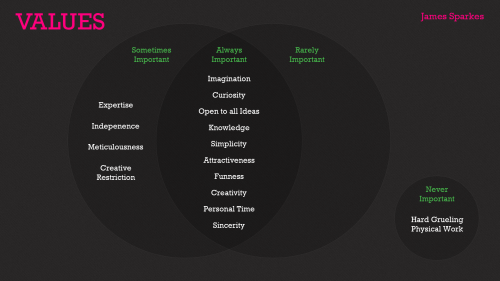 VALUES
James Sparkos
Sometimes
Important
Always
Important
Rarely
Important
Imagination
Curiosity
Open to all Ideas
Knowledge
Simplicity
Attractiveness
Funness
Creativity
Personal Time
Sincerity
Expertise
Indepenence
Meticulousness
Creative
Restriction
Never
Important
Hard Grueling
Physical Work